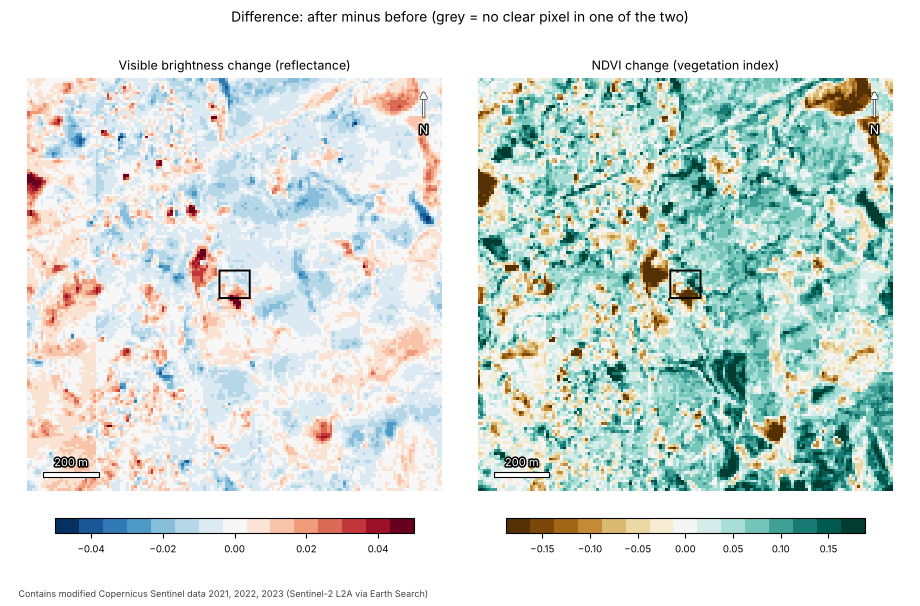 Difference: after minus before (grey = no clear pixel in one of the two)
Visible brightness change (reflectance)
NDVI change (vegetation index)
N
N
200 m
200 m
−0.04
−0.02
0.00
0.02
0.04
−0.15
−0.10
−0.05
0.00
0.05
0.10
0.15
Contains modified Copernicus Sentinel data 2021, 2022, 2023 (Sentinel-2 L2A via Earth Search)